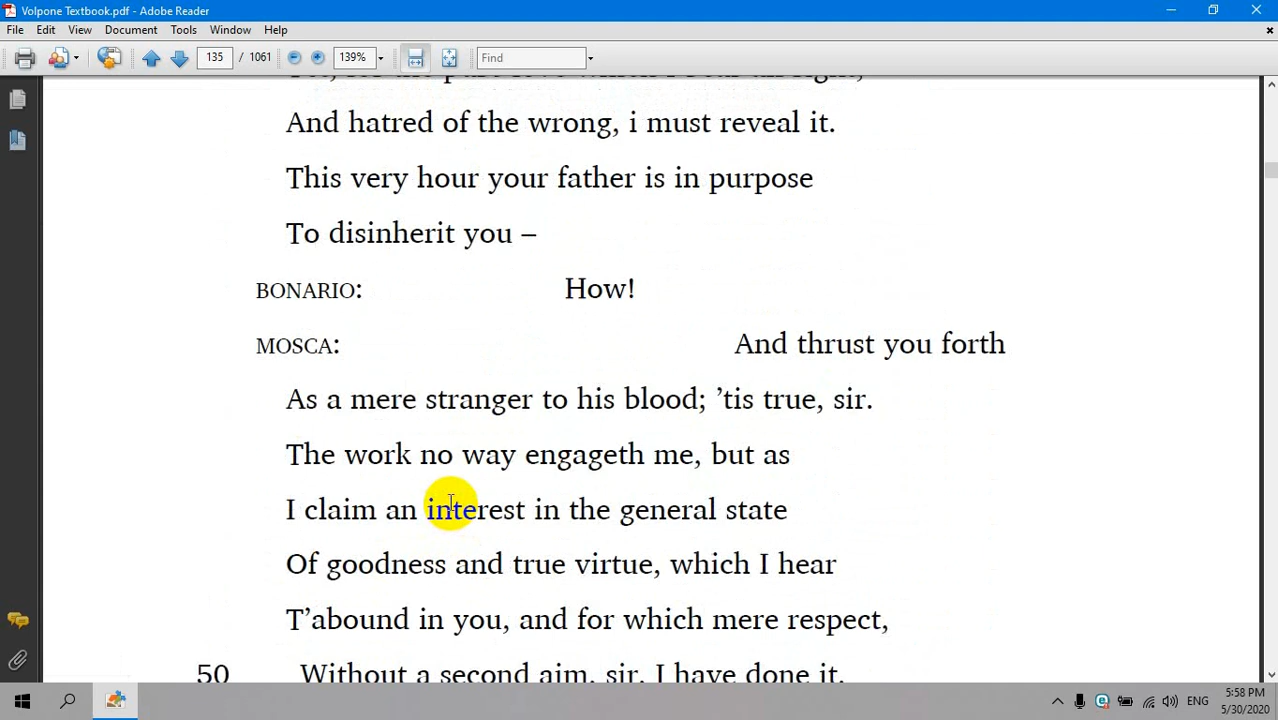 Volpone Textbook.pdf - Adobe Reader
File Edit View Document Tools Window Help
135 / 1061 139% Find
And hatred of the wrong, i must reveal it.
This very hour your father is in purpose
To disinherit you –
BONARIO: How!
MOSCA: And thrust you forth
As a mere stranger to his blood; ’tis true, sir.
The work no way engageth me, but as
I claim an interest in the general state
Of goodness and true virtue, which I hear
T’abound in you, and for which mere respect,
50 Without a second aim, sir, I have done it.
ENG
5:58 PM
5/30/2020